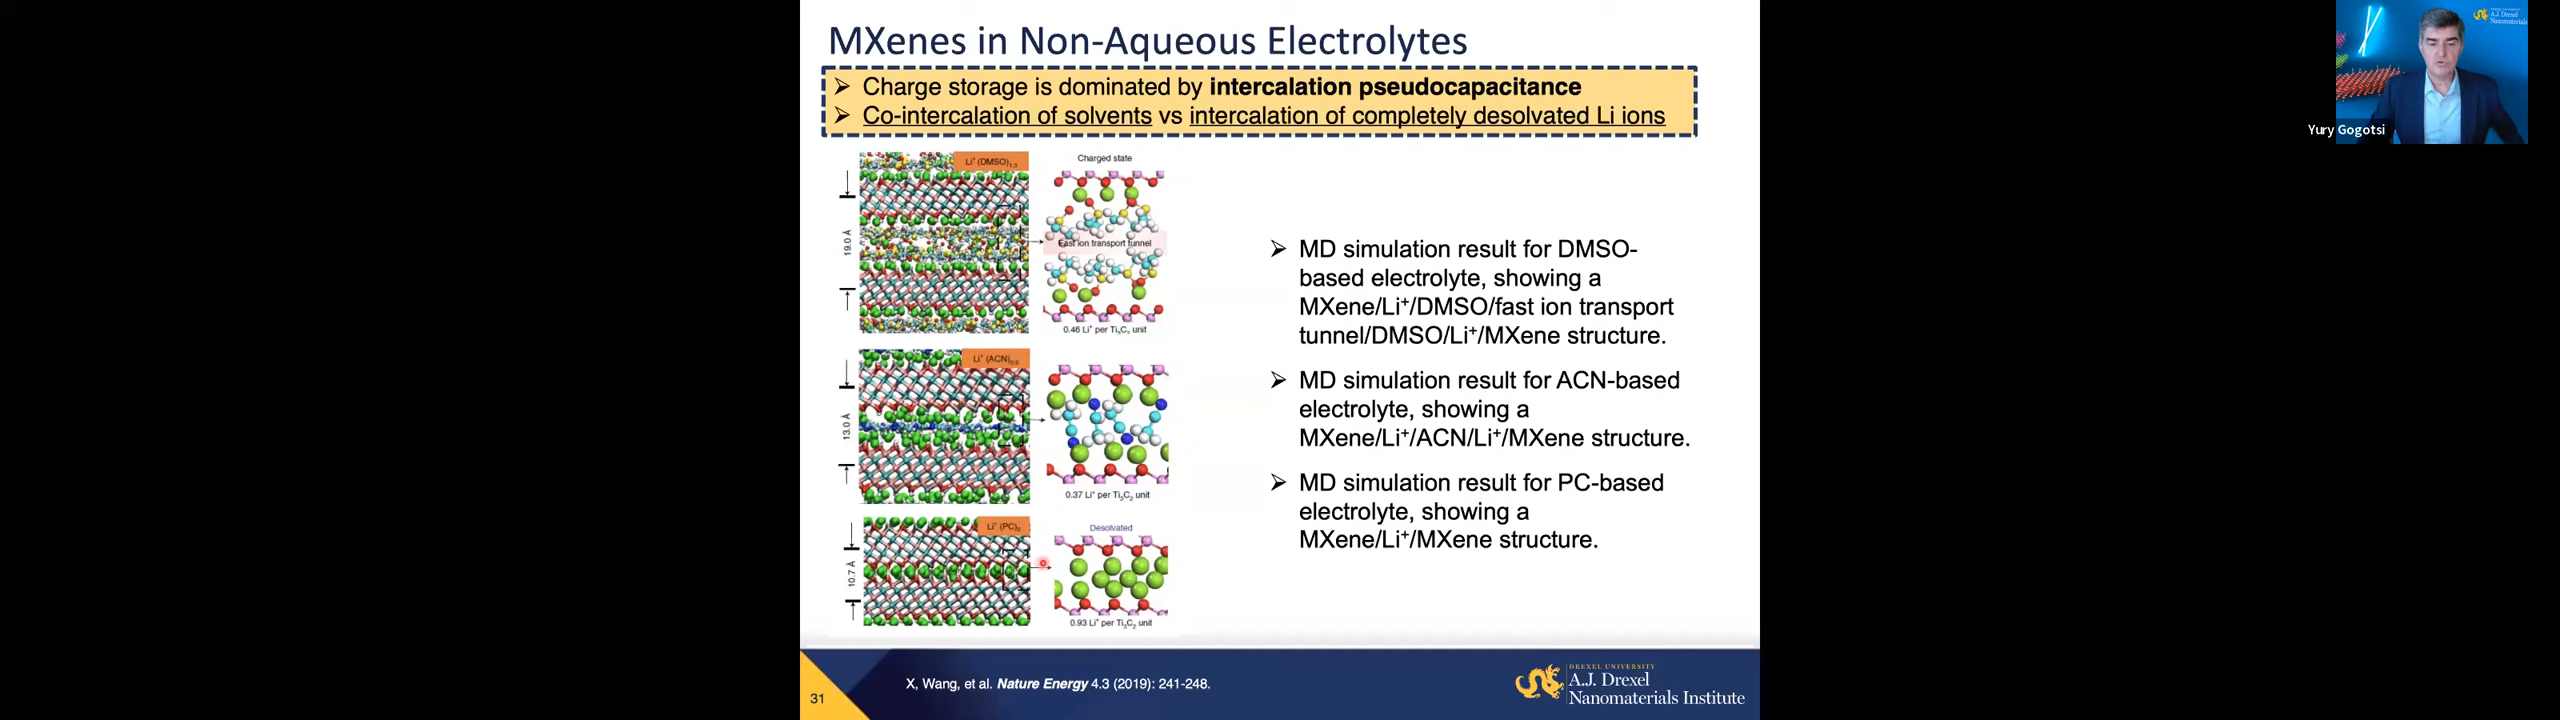 MXenes in Non-Aqueous Electrolytes
➢ Charge storage is dominated by intercalation pseudocapacitance
➢ Co-intercalation of solvents vs intercalation of completely desolvated Li ions
Li⁺(DMSO)
19.0 Å
Charged state
Fast ion transport tunnel
0.46 Li⁺ per Ti₃C₂ unit
Li⁺(ACN)
13.0 Å
0.37 Li⁺ per Ti₃C₂ unit
Li⁺(PC)₀
10.7 Å
Desolvated
0.93 Li⁺ per Ti₃C₂ unit
➢ MD simulation result for DMSO-
based electrolyte, showing a
MXene/Li⁺/DMSO/fast ion transport
tunnel/DMSO/Li⁺/MXene structure.
➢ MD simulation result for ACN-based
electrolyte, showing a
MXene/Li⁺/ACN/Li⁺/MXene structure.
➢ MD simulation result for PC-based
electrolyte, showing a
MXene/Li⁺/MXene structure.
31
X, Wang, et al. Nature Energy 4.3 (2019): 241-248.
DREXEL UNIVERSITY
A.J. Drexel
Nanomaterials Institute
A.J. Drexel
Nanomaterials
Yury Gogotsi